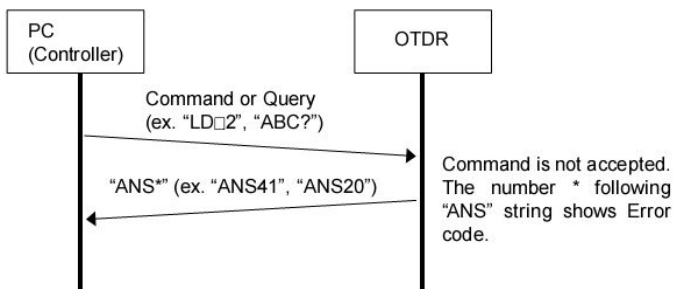 PC
(Controller)
OTDR
Command or Query
(ex. “LD□2”, “ABC?”)
“ANS*” (ex. “ANS41”, “ANS20”)
Command is not accepted.
The number * following
“ANS” string shows Error
code.